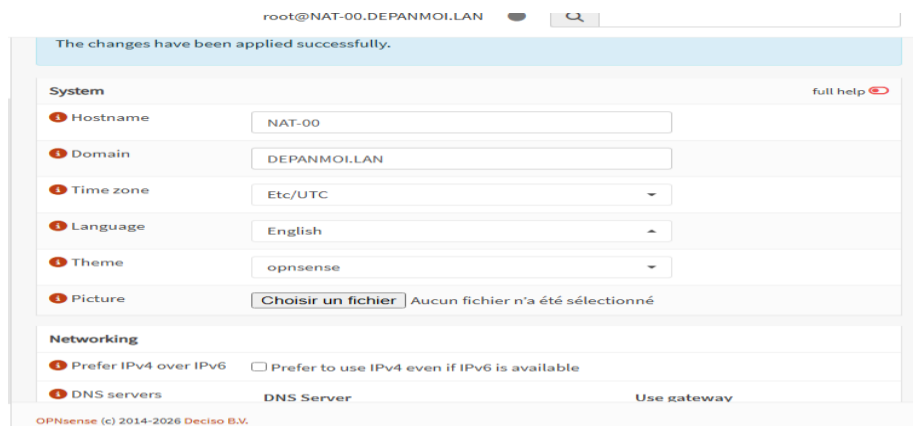 root@NAT-00.DEPANMOI.LAN
The changes have been applied successfully.
System full help
Hostname NAT-00
Domain DEPANMOI.LAN
Time zone Etc/UTC
Language English
Theme opnsense
Picture Choisir un fichier Aucun fichier n'a été sélectionné
Networking
Prefer IPv4 over IPv6 Prefer to use IPv4 even if IPv6 is available
DNS servers DNS Server Use gateway
OPNsense (c) 2014-2026 Deciso B.V.